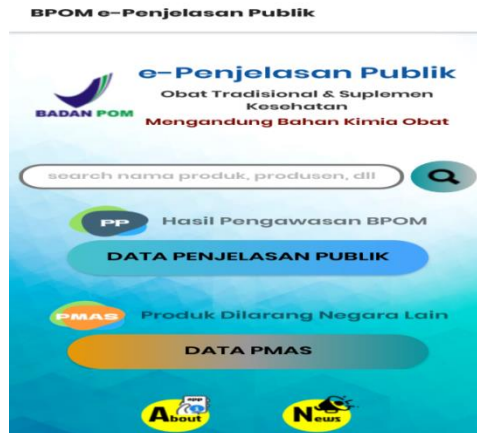 BPOM e-Penjelasan Publik
BADAN POM
e-Penjelasan Publik
Obat Tradisional & Suplemen
Kesehatan
Mengandung Bahan Kimia Obat
search nama produk, produsen, dll
PP
Hasil Pengawasan BPOM
DATA PENJELASAN PUBLIK
PMAS
Produk Dilarang Negara Lain
DATA PMAS
app
About
News